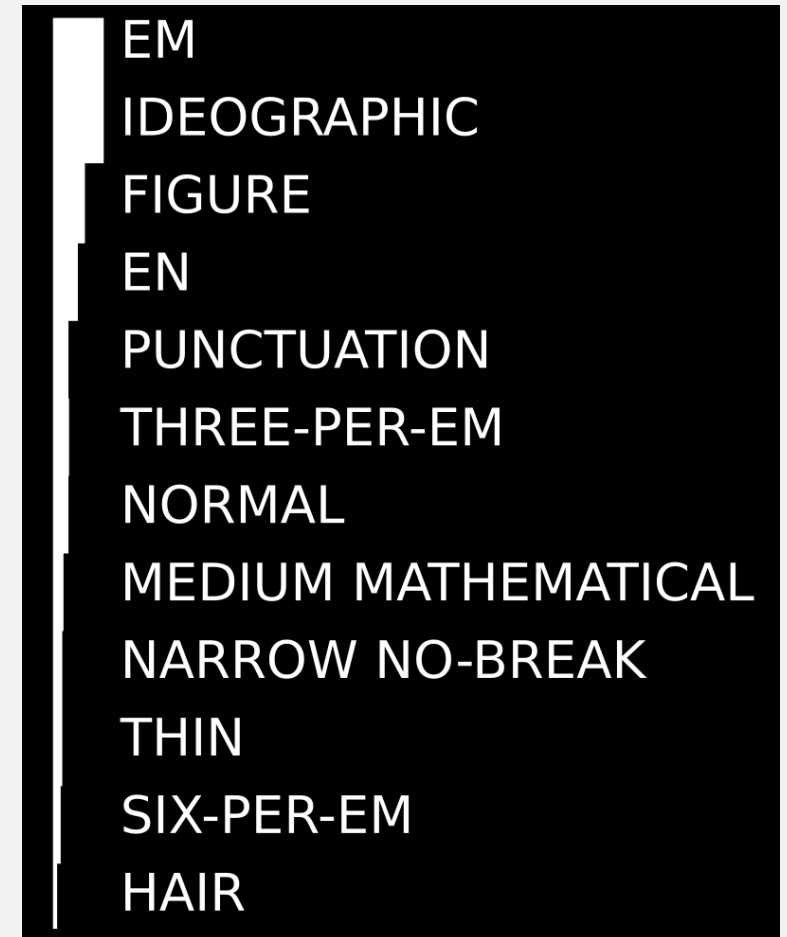 EM
IDEOGRAPHIC
FIGURE
EN
PUNCTUATION
THREE-PER-EM
NORMAL
MEDIUM MATHEMATICAL
NARROW NO-BREAK
THIN
SIX-PER-EM
HAIR